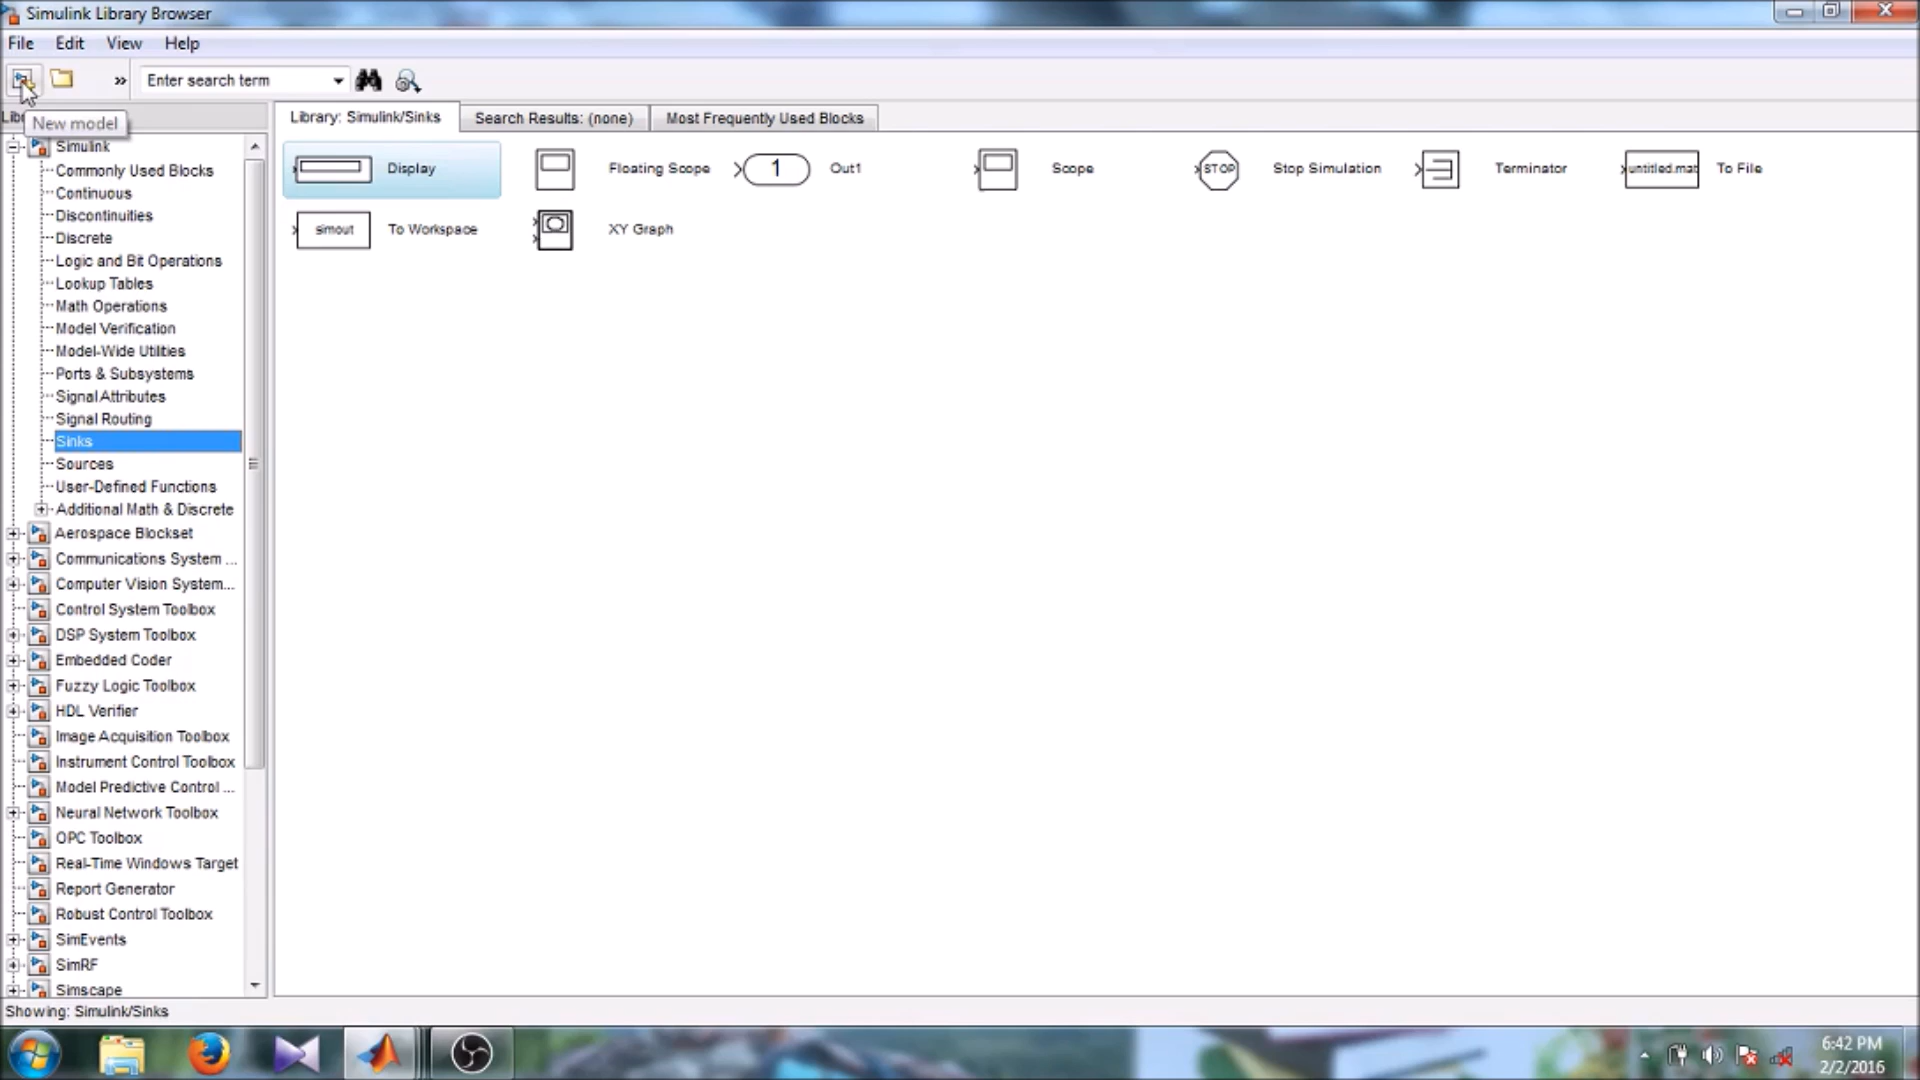 Simulink Library Browser
File Edit View Help
» Enter search term
New model
Library: Simulink/Sinks Search Results: (none) Most Frequently Used Blocks
Simulink
Commonly Used Blocks
Continuous
Discontinuities
Discrete
Logic and Bit Operations
Lookup Tables
Math Operations
Model Verification
Model-Wide Utilities
Ports & Subsystems
Signal Attributes
Signal Routing
Sinks
Sources
User-Defined Functions
Additional Math & Discrete
Aerospace Blockset
Communications System ...
Computer Vision System...
Control System Toolbox
DSP System Toolbox
Embedded Coder
Fuzzy Logic Toolbox
HDL Verifier
Image Acquisition Toolbox
Instrument Control Toolbox
Model Predictive Control ...
Neural Network Toolbox
OPC Toolbox
Real-Time Windows Target
Report Generator
Robust Control Toolbox
SimEvents
SimRF
Simscape
Display Floating Scope 1 Out1 Scope STOP Stop Simulation Terminator untitled.mat To File
simout To Workspace XY Graph
Showing: Simulink/Sinks
6:42 PM
2/2/2016